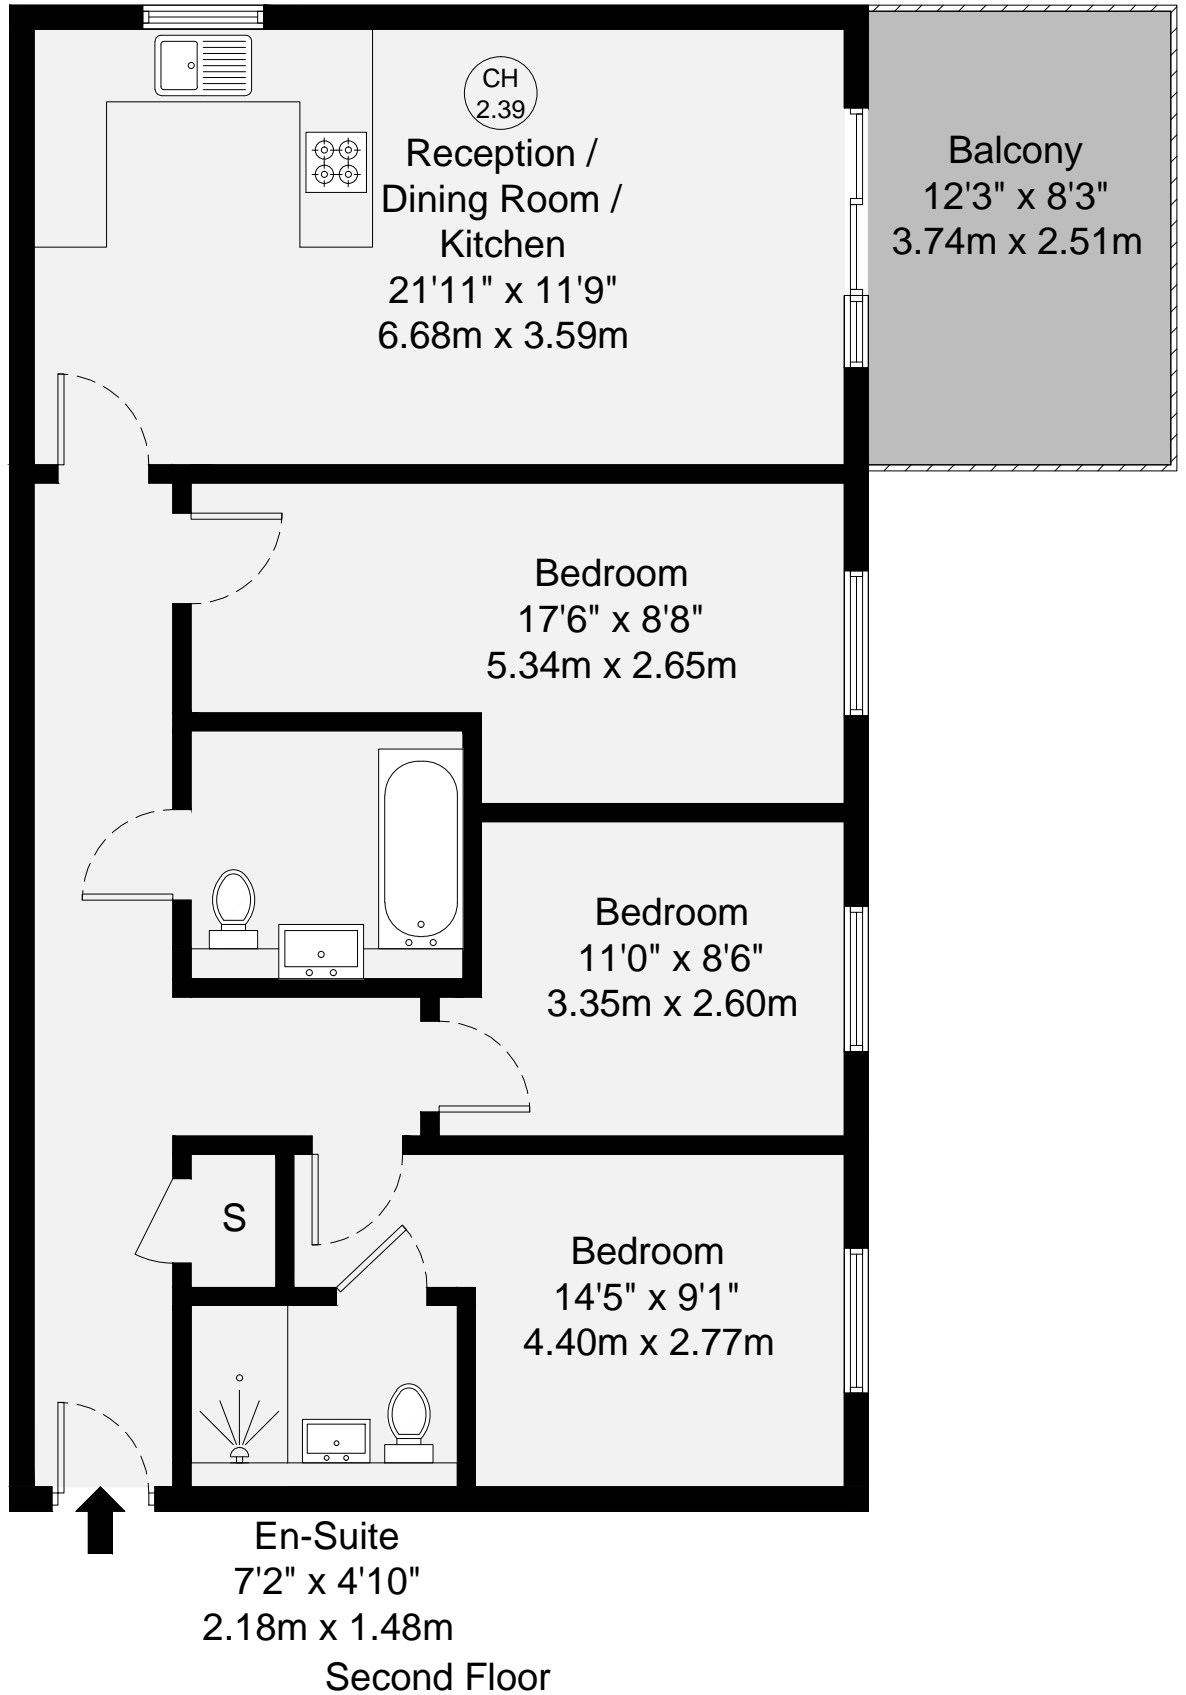 CH
2.39
Reception /
Dining Room /
Kitchen
21'11" x 11'9"
6.68m x 3.59m
Balcony
12'3" x 8'3"
3.74m x 2.51m
Bedroom
17'6" x 8'8"
5.34m x 2.65m
Bedroom
11'0" x 8'6"
3.35m x 2.60m
S
Bedroom
14'5" x 9'1"
4.40m x 2.77m
En-Suite
7'2" x 4'10"
2.18m x 1.48m
Second Floor